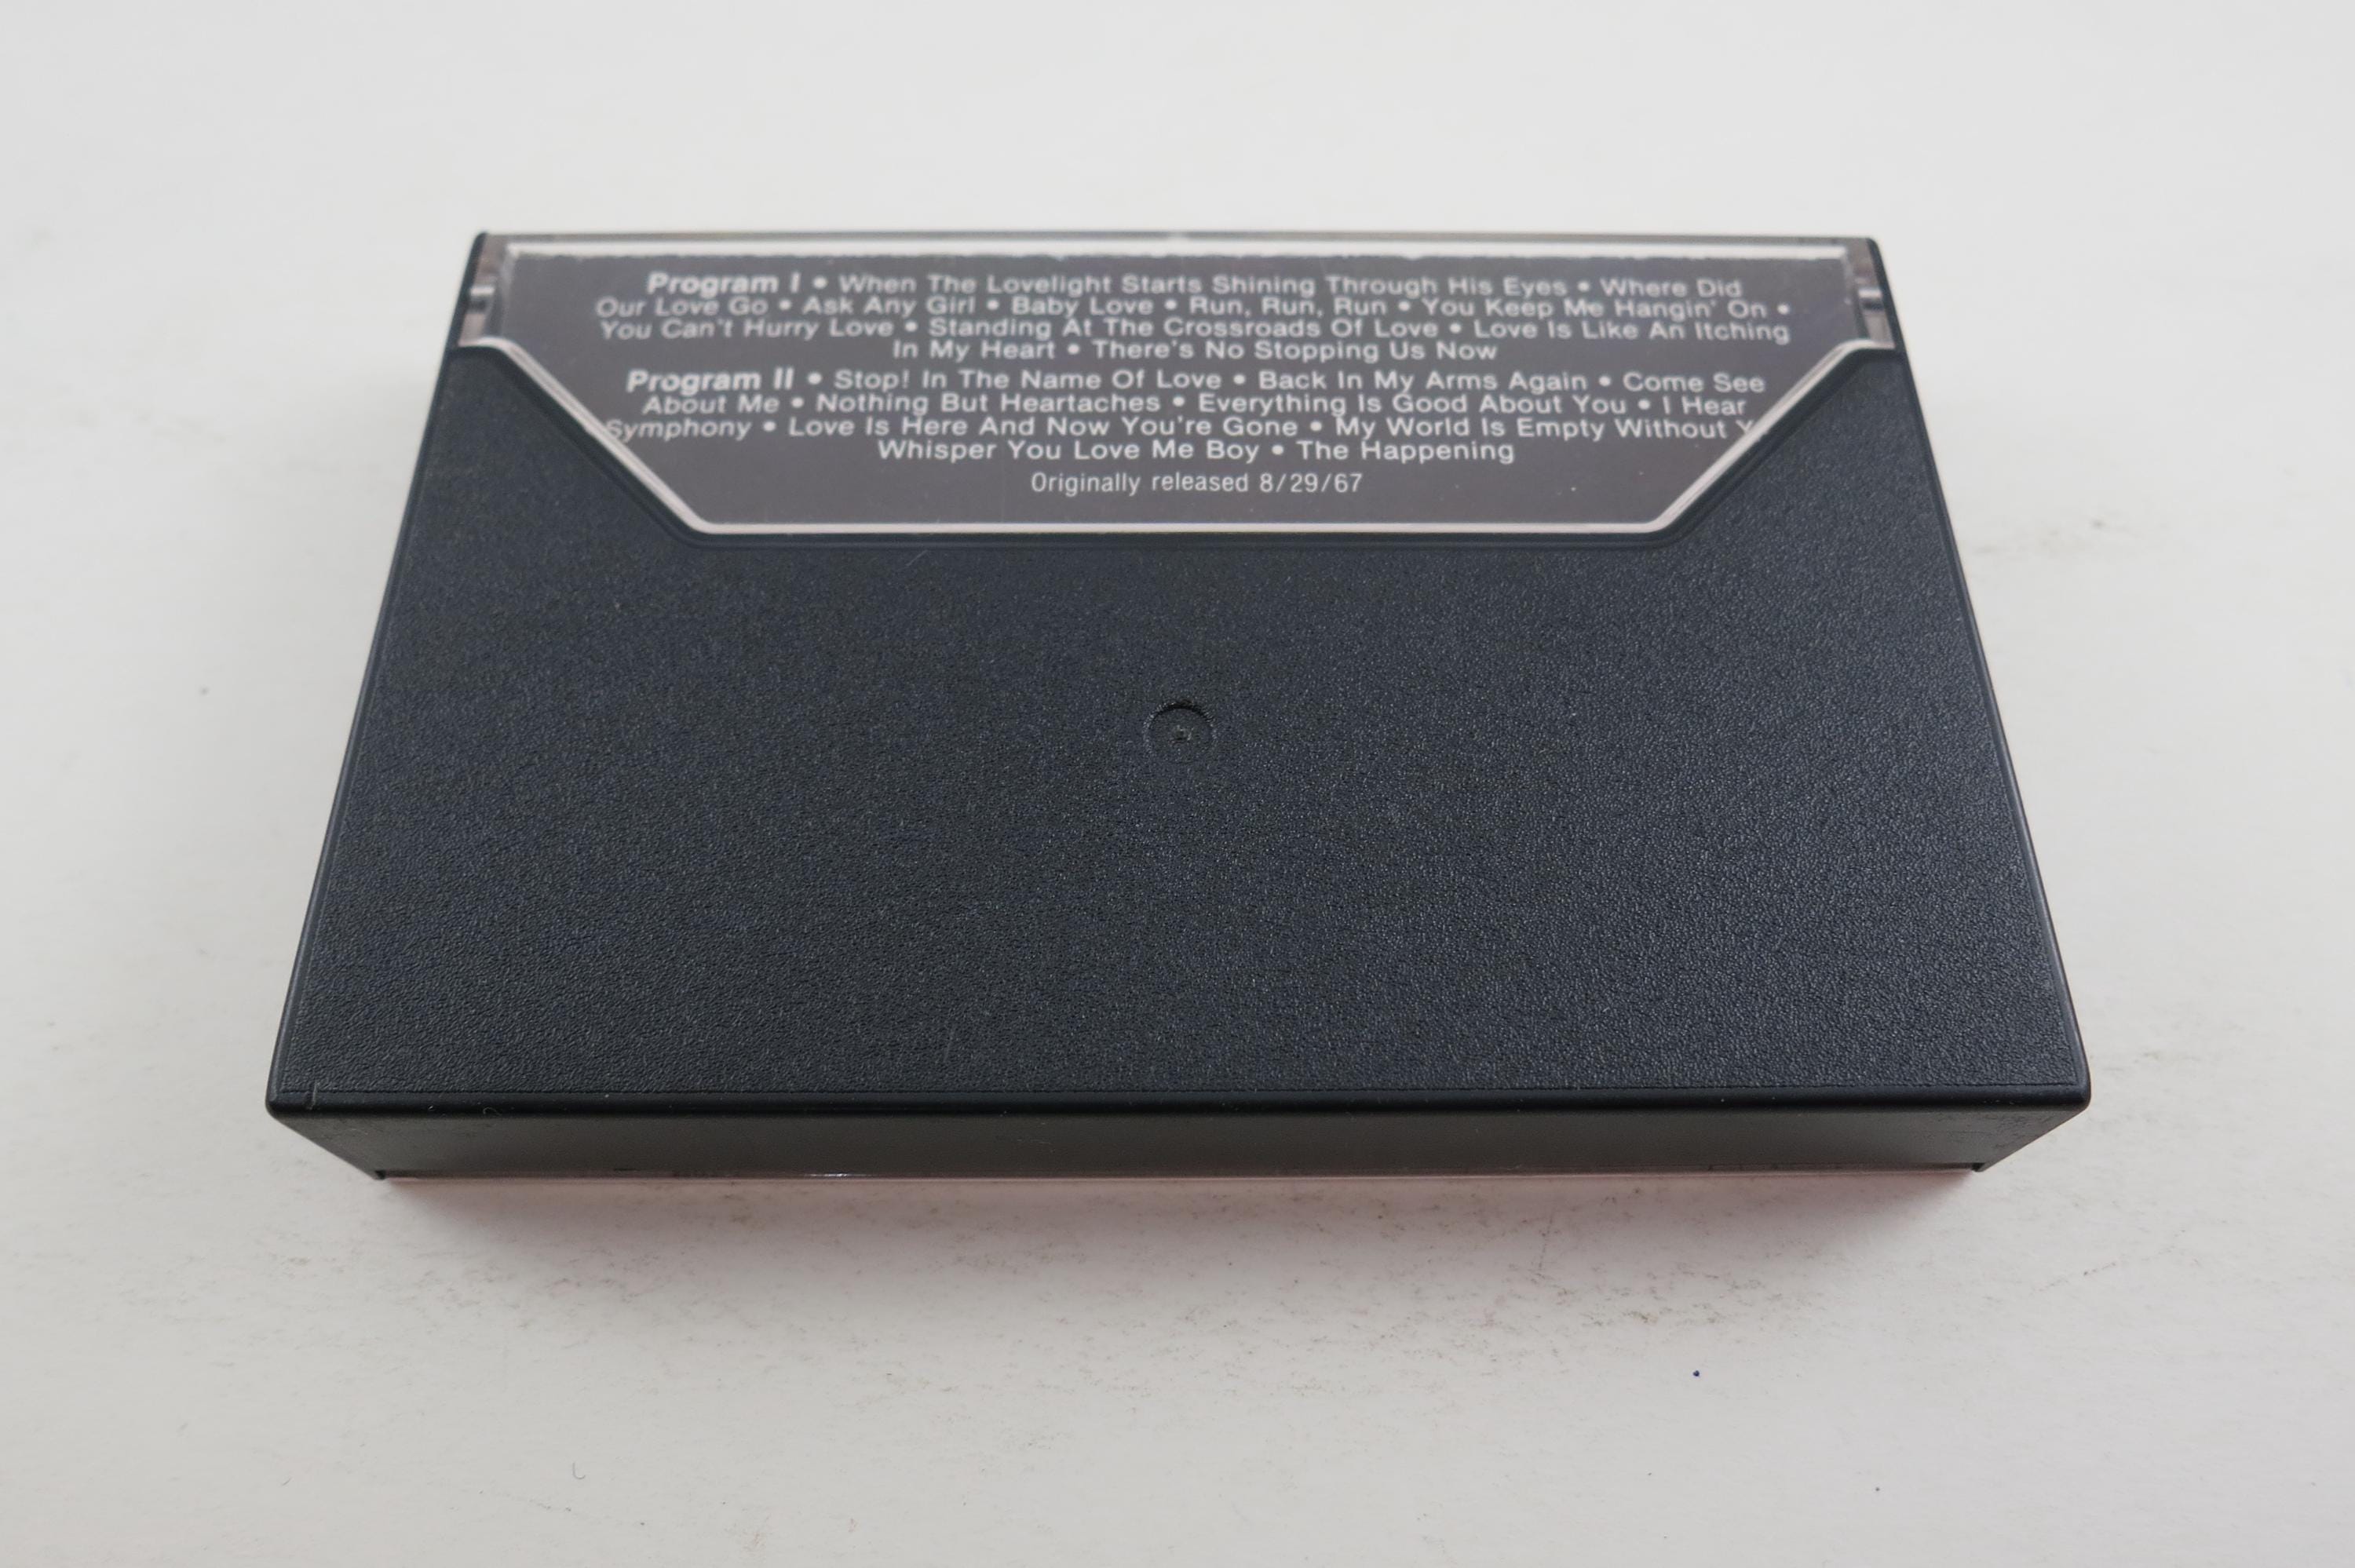 Program I • When The Lovelight Starts Shining Through His Eyes • Where Did
Our Love Go • Ask Any Girl • Baby Love • Run, Run, Run • You Keep Me Hangin' On •
You Can't Hurry Love • Standing At The Crossroads Of Love • Love Is Like An Itching
In My Heart • There's No Stopping Us Now
Program II • Stop! In The Name Of Love • Back In My Arms Again • Come See
About Me • Nothing But Heartaches • Everything Is Good About You • I Hear
Symphony • Love Is Here And Now You're Gone • My World Is Empty Without
Whisper You Love Me Boy • The Happening
Originally released 8/29/67